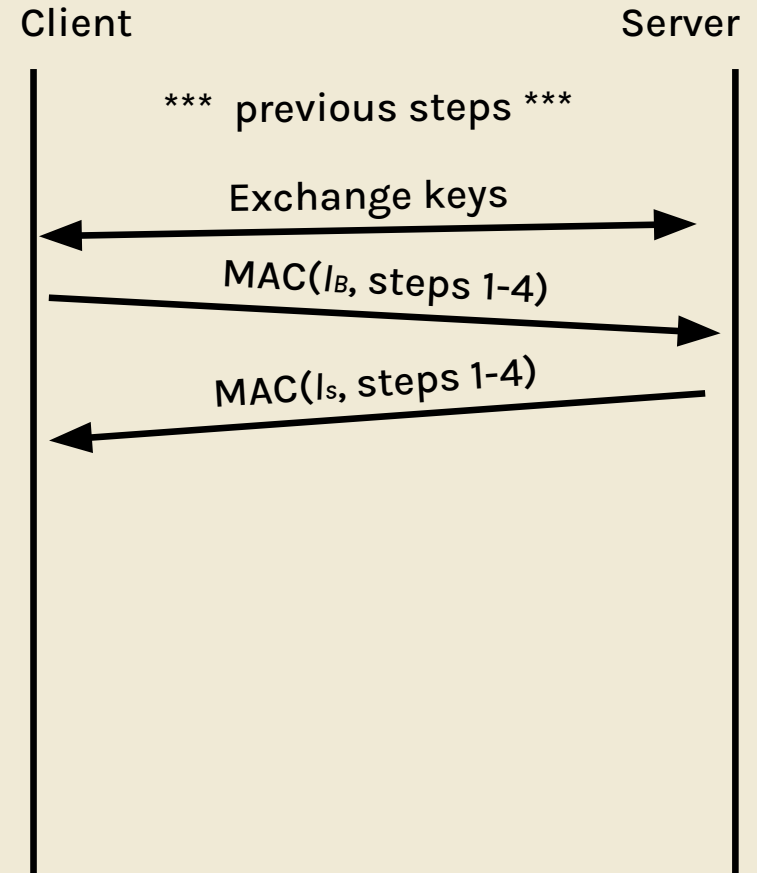 Client
Server
*** previous steps ***
Exchange keys
MAC(IB, steps 1-4)
MAC(Is, steps 1-4)